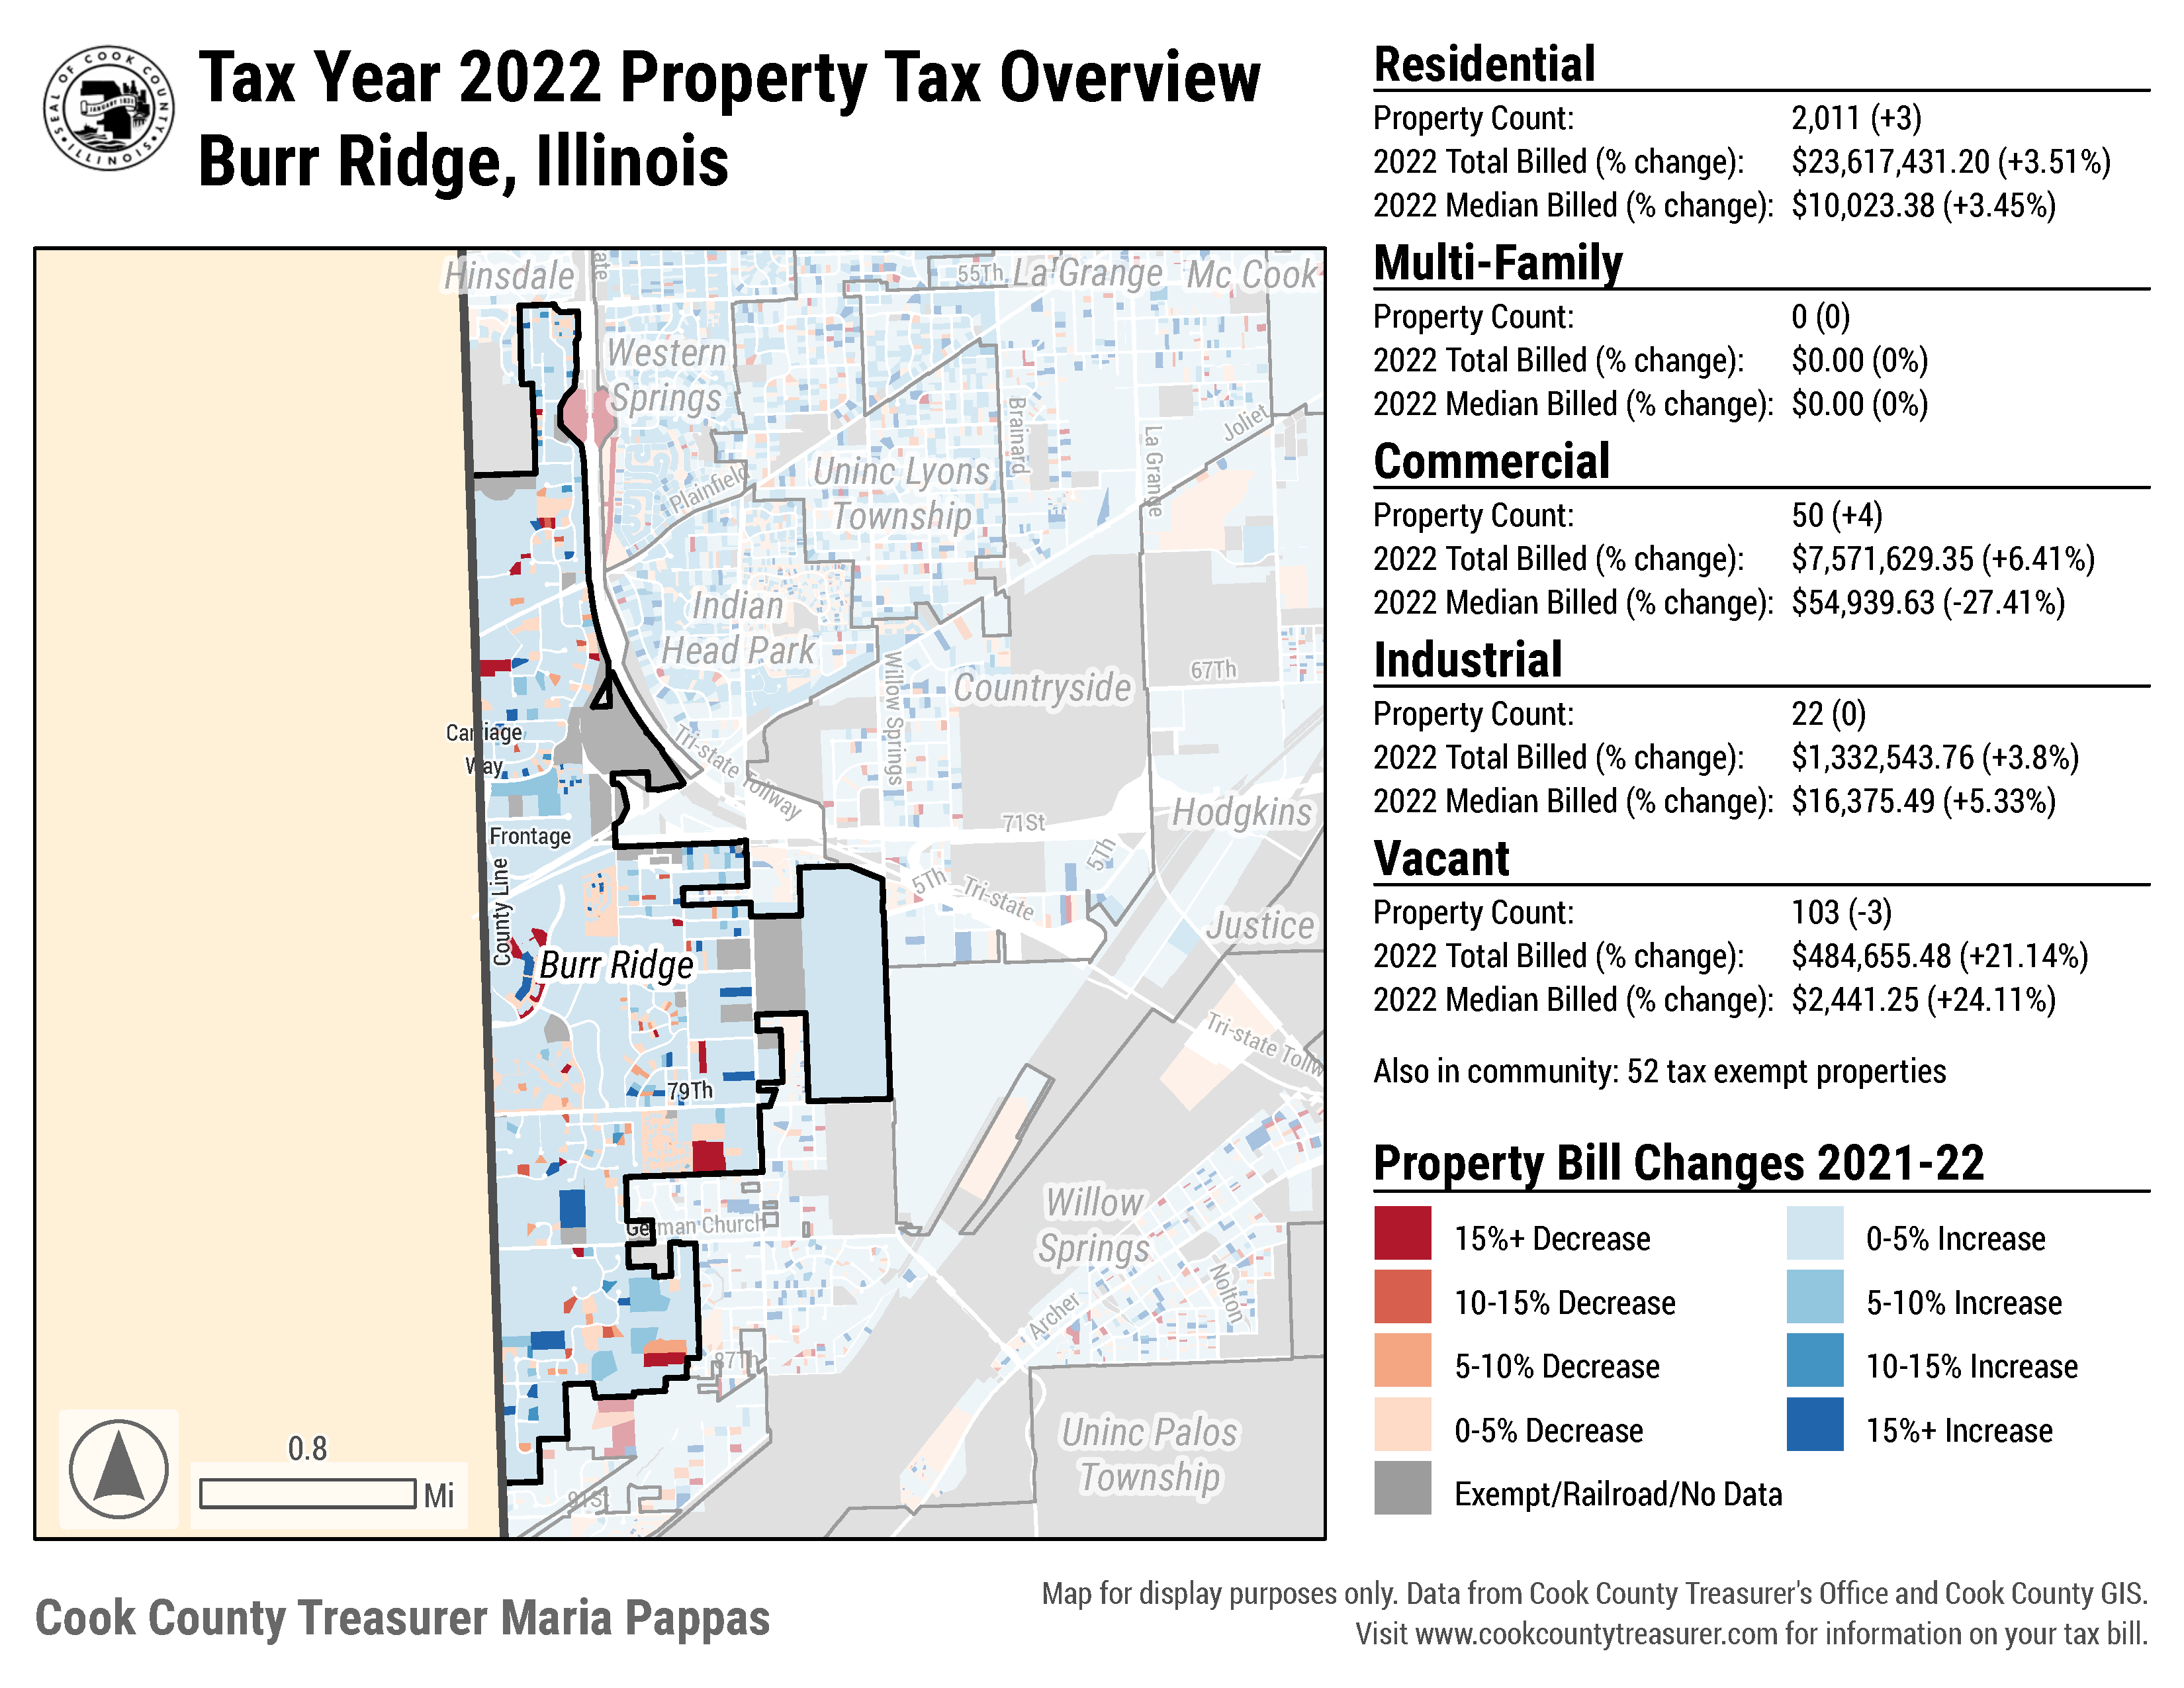 SEAL OF COOK COUNTY
ILLINOIS
JANUARY 1831
Tax Year 2022 Property Tax Overview
Burr Ridge, Illinois
Hinsdale
55Th
La Grange
Mc Cook
Western
Springs
Brainard
La Grange
Joliet
Plainfield
Uninc Lyons
Township
Indian
Head Park
Willow Springs
Countryside
67Th
Carriage
Way
Tri-state Tollway
Frontage
71St
Hodgkins
5Th
5Th
Tri-state
County Line
Justice
Burr Ridge
Tri-state Tollw
79Th
Willow
Springs
German Church
Nolton
Archer
87Th
Uninc Palos
Township
91St
0.8
Mi
Residential
Property Count: 2,011 (+3)
2022 Total Billed (% change): $23,617,431.20 (+3.51%)
2022 Median Billed (% change): $10,023.38 (+3.45%)
Multi-Family
Property Count: 0 (0)
2022 Total Billed (% change): $0.00 (0%)
2022 Median Billed (% change): $0.00 (0%)
Commercial
Property Count: 50 (+4)
2022 Total Billed (% change): $7,571,629.35 (+6.41%)
2022 Median Billed (% change): $54,939.63 (-27.41%)
Industrial
Property Count: 22 (0)
2022 Total Billed (% change): $1,332,543.76 (+3.8%)
2022 Median Billed (% change): $16,375.49 (+5.33%)
Vacant
Property Count: 103 (-3)
2022 Total Billed (% change): $484,655.48 (+21.14%)
2022 Median Billed (% change): $2,441.25 (+24.11%)
Also in community: 52 tax exempt properties
Property Bill Changes 2021-22
15%+ Decrease
0-5% Increase
10-15% Decrease
5-10% Increase
5-10% Decrease
10-15% Increase
0-5% Decrease
15%+ Increase
Exempt/Railroad/No Data
Cook County Treasurer Maria Pappas
Map for display purposes only. Data from Cook County Treasurer's Office and Cook County GIS.
Visit www.cookcountytreasurer.com for information on your tax bill.